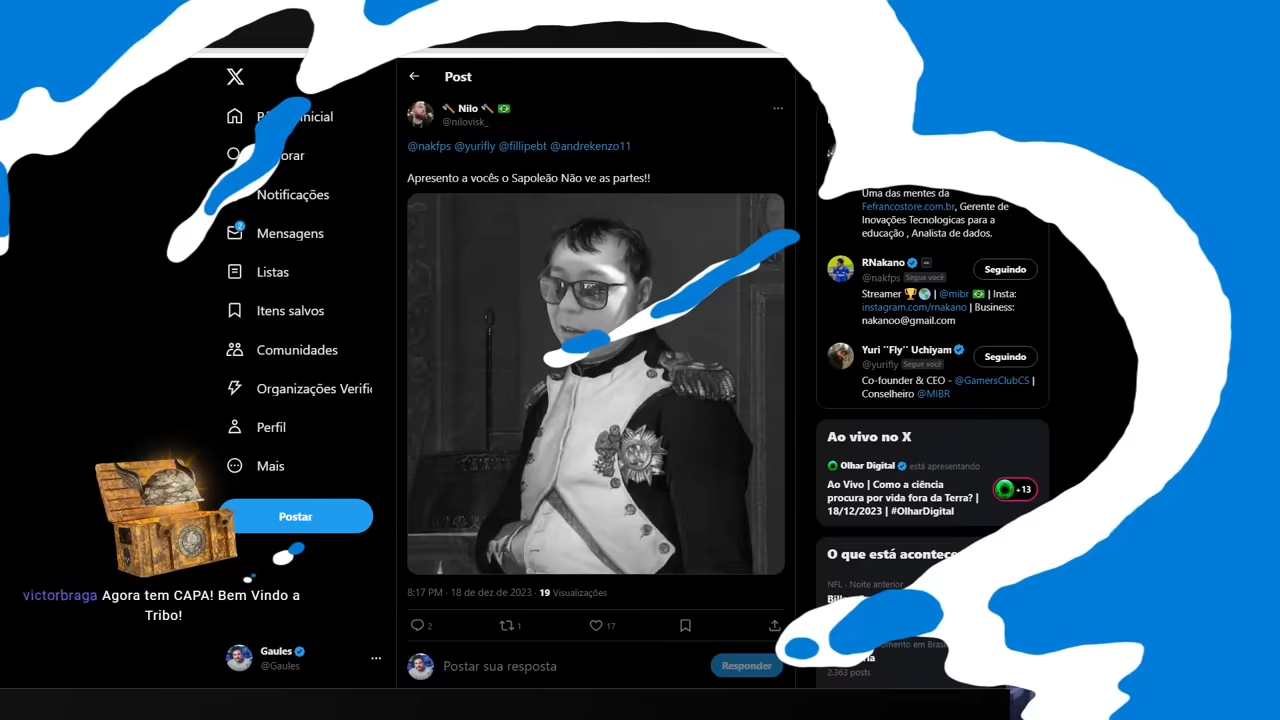 Post
Nilo
@nilovisk_
@nakfps @yurifly @fillipebt @andrekenzo11
Apresento a vocês o Sapoleão Não ve as partes!!
8:17 PM · 18 de dez de 2023 · 19 Visualizações
2
1
17
Postar sua resposta
Responder
Notificações
2
Mensagens
Listas
Itens salvos
Comunidades
Organizações Verific
Perfil
Mais
Postar
victorbraga Agora tem CAPA! Bem Vindo a
Tribo!
Gaules
@Gaules
Uma das mentes da
Fefrancostore.com.br, Gerente de
Inovações Tecnologicas para a
educação , Analista de dados.
RNakano
@nakfps Segue você
Seguindo
Streamer | @mibr | Insta:
instagram.com/rnakano | Business:
nakanoo@gmail.com
Yuri "Fly" Uchiyam
@yurifly Segue você
Seguindo
Co-founder & CEO - @GamersClubCS |
Conselheiro @MIBR
Ao vivo no X
Olhar Digital está apresentando
Ao Vivo | Como a ciência
procura por vida fora da Terra? |
18/12/2023 | #OlharDigital
+13
O que está acontece
NFL · Noite anterior
2.363 posts